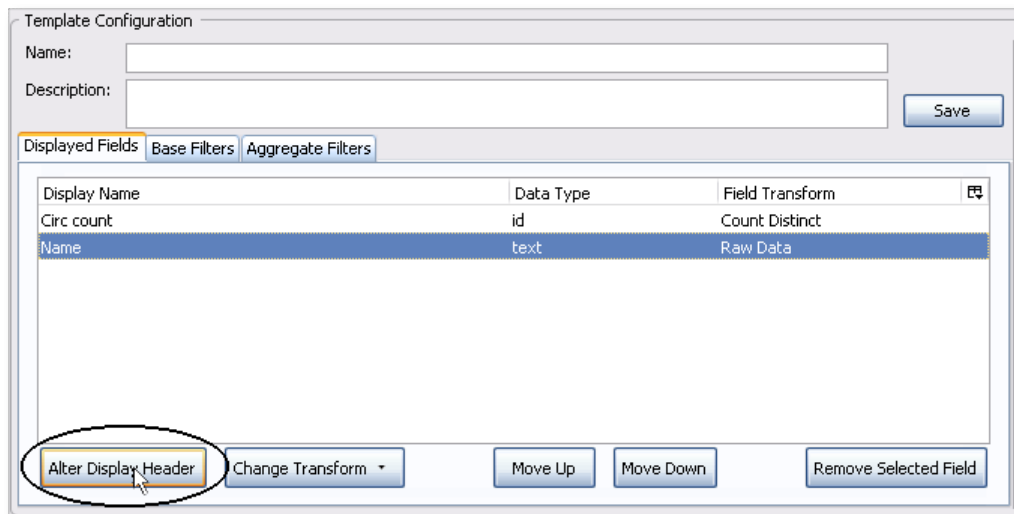 Template Configuration
Name:
Description:
Save
Displayed Fields Base Filters Aggregate Filters
Display Name Data Type Field Transform
Circ count id Count Distinct
Name text Raw Data
Alter Display Header Change Transform Move Up Move Down Remove Selected Field